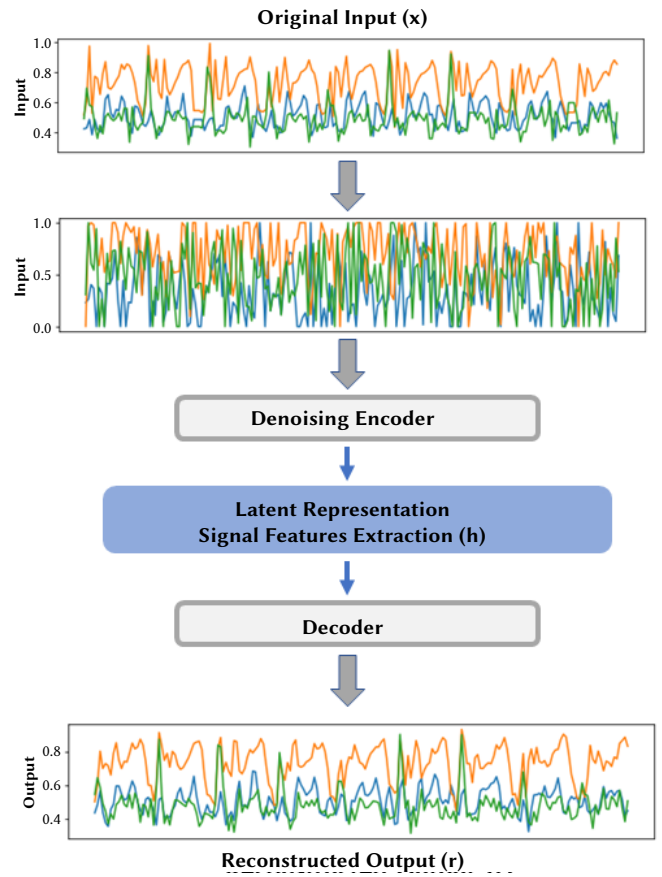 Original Input (x)
1.0
0.8
0.6
0.4
Input
1.0
0.5
0.0
Input
Denoising Encoder
Latent Representation
Signal Features Extraction (h)
Decoder
0.8
0.6
0.4
Output
Reconstructed Output (r)